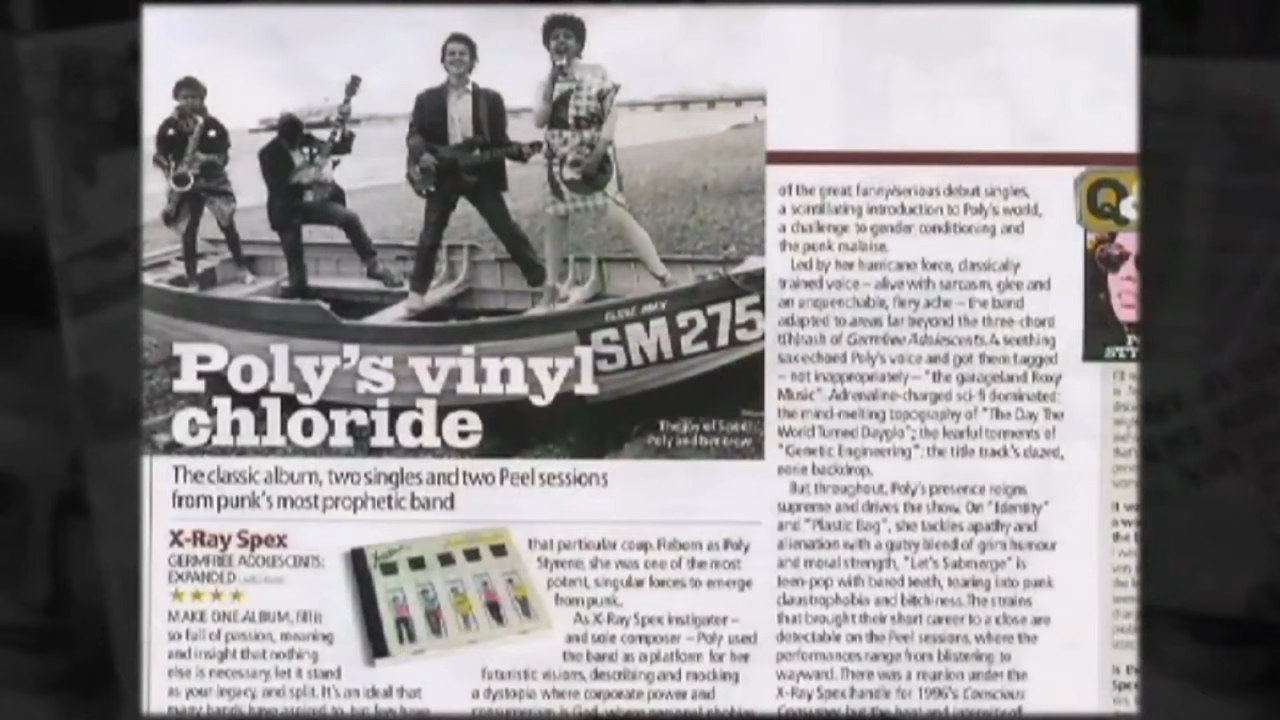 SM 275
Poly's vinyl
chloride
The joy of Spex:
Poly and her crew
The classic album, two singles and two Peel sessions
from punk's most prophetic band
X-Ray Spex
GERMFREE ADOLESCENTS:
EXPANDED
★★★★
MAKE ONE ALBUM, fill it
so full of passion, meaning
and insight that nothing
else is necessary, let it stand
as your legacy, and split. It's an ideal that
that particular coup. Reborn as Poly
Styrene, she was one of the most
potent, singular forces to emerge
from punk.
As X-Ray Spex instigator –
and sole composer – Poly used
the band as a platform for her
futuristic visions, describing and mocking
a dystopia where corporate power and
of the great funny/serious debut singles,
a scintillating introduction to Poly's world,
a challenge to gender conditioning and
the punk malaise.
Led by her hurricane force, classically
trained voice – alive with sarcasm, glee and
an unquenchable, fiery ache – the band
adapted to areas far beyond the three-chord
thrash of Germfree Adolescents. A seething
sax echoed Poly's voice and got them tagged
– not inappropriately – "the garageland Roxy
Music". Adrenaline-charged sci-fi dominated:
the mind-melting topography of "The Day The
World Turned Dayglo"; the fearful torments of
"Genetic Engineering"; the title track's dazed,
eerie backdrop.
But throughout, Poly's presence reigns
supreme and drives the show. On "Identity"
and "Plastic Bag", she tackles apathy and
alienation with a gutsy blend of grim humour
and moral strength, "Let's Submerge" is
teen-pop with bared teeth, tearing into punk
claustrophobia and bitchiness. The strains
that brought their short career to a close are
detectable on the Peel sessions, where the
performances range from blistering to
wayward. There was a reunion under the
X-Ray Spex handle for 1996's Conscious
Q